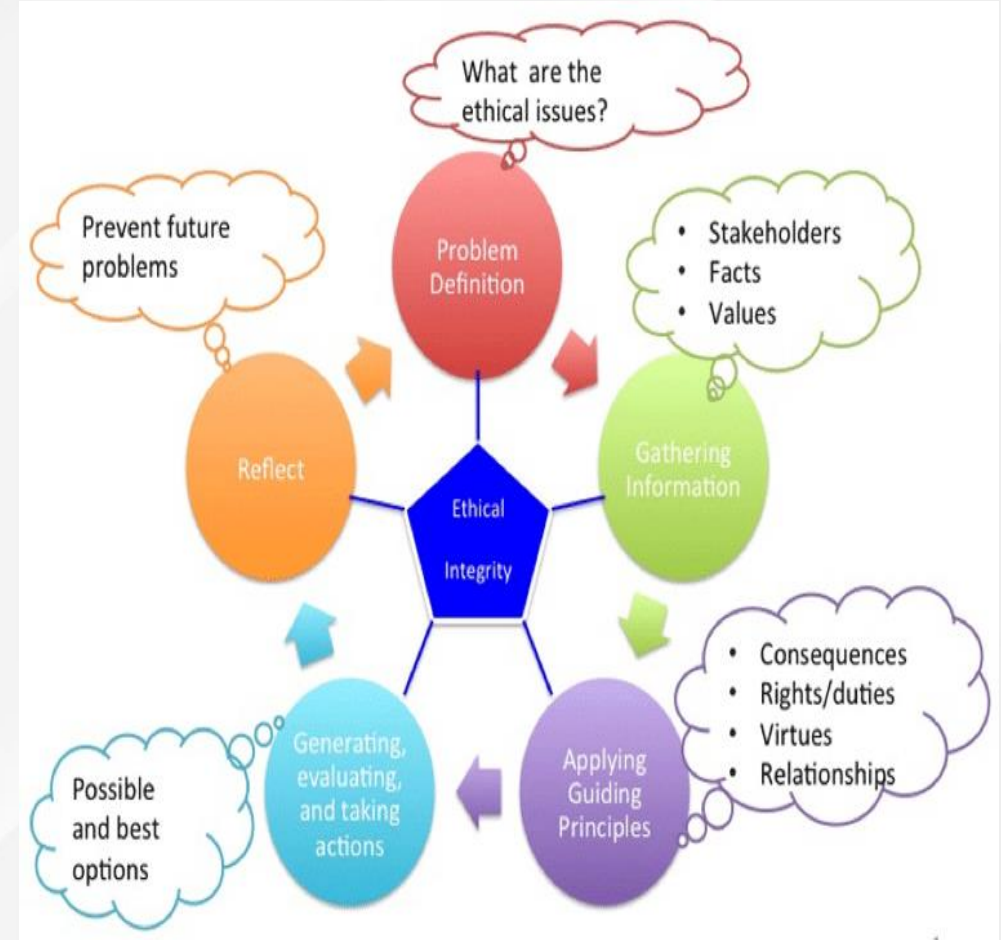 What are the
ethical issues?
Problem
Definition
• Stakeholders
• Facts
• Values
Gathering
Information
• Consequences
• Rights/duties
• Virtues
• Relationships
Applying
Guiding
Principles
Generating,
evaluating,
and taking
actions
Possible
and best
options
Reflect
Prevent future
problems
Ethical
Integrity